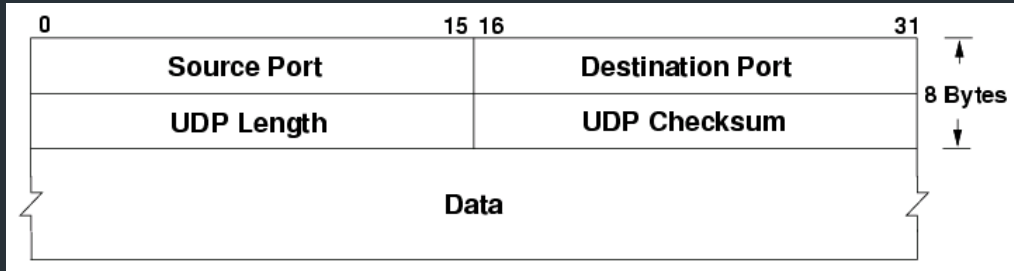 0 15 16 31
Source Port Destination Port
8 Bytes
UDP Length UDP Checksum
Data